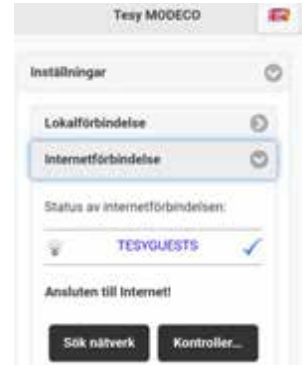 Tesy MODECO
Inställningar
Lokalförbindelse
Internetförbindelse
Status av internetförbindelsen:
TESYGUESTS
Ansluten till Internet!
Sök nätverk
Kontroller...